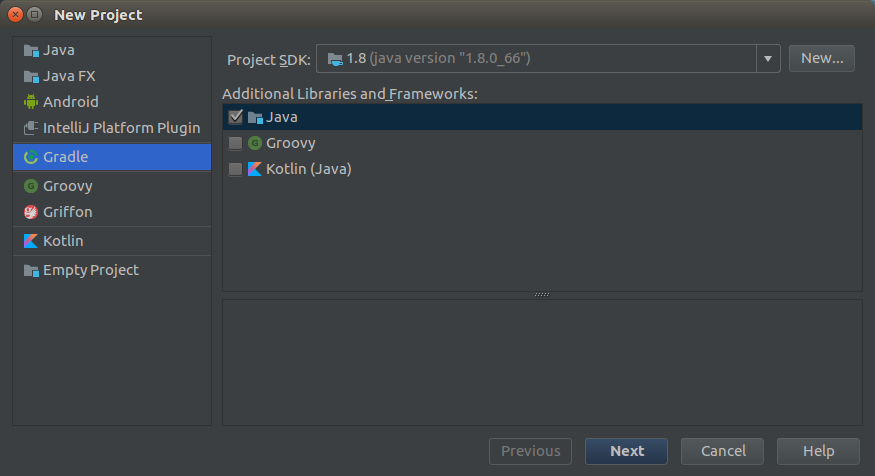 New Project
Java
Java FX
Android
IntelliJ Platform Plugin
Gradle
Groovy
Griffon
Kotlin
Empty Project
Project SDK: 1.8 (java version "1.8.0_66") New...
Additional Libraries and Frameworks:
Java
Groovy
Kotlin (Java)
Previous Next Cancel Help